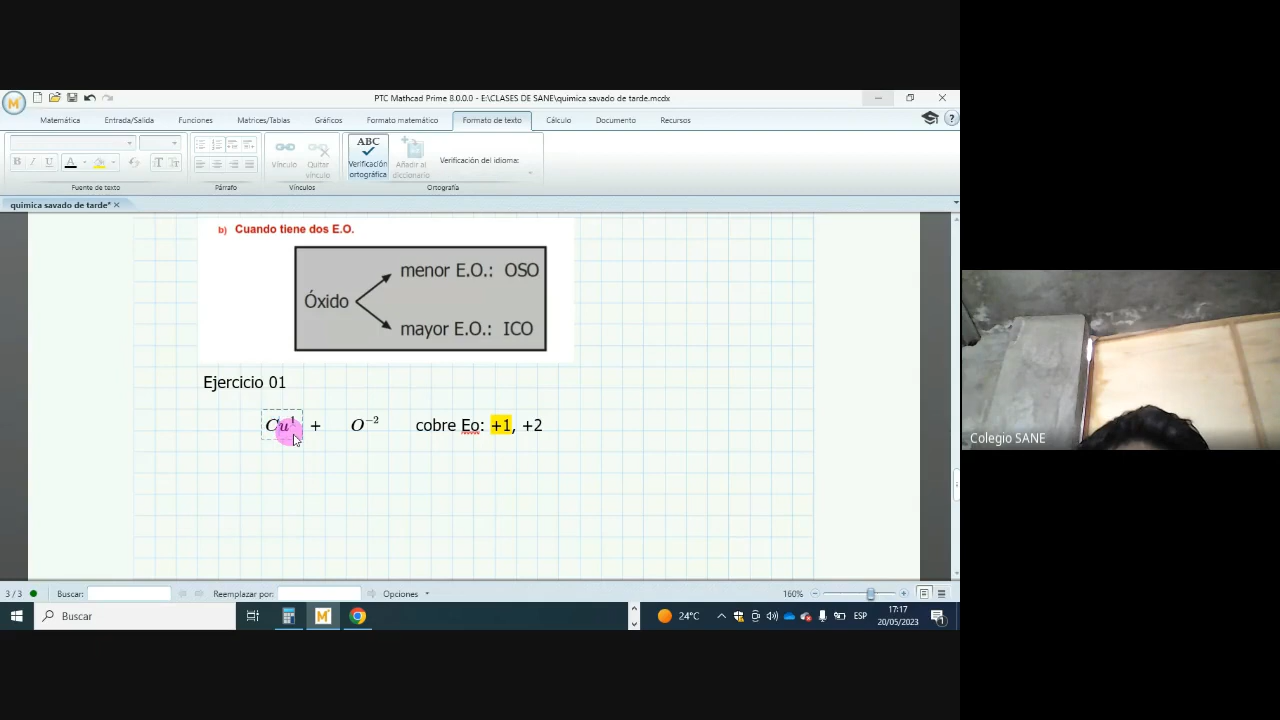 PTC Mathcad Prime 8.0.0.0 - E:\CLASES DE SANE\quimica savado de tarde.mcdx
Matemática Entrada/Salida Funciones Matrices/Tablas Gráficos Formato matemático Formato de texto Cálculo Documento Recursos
ABC
Vínculo Quitar vínculo Verificación ortográfica Añadir al diccionario Verificación del idioma:
Fuente de texto Párrafo Vínculos Ortografía
quimica savado de tarde*
b) Cuando tiene dos E.O.
menor E.O.: OSO
Óxido
mayor E.O.: ICO
Ejercicio 01
Cu¹ + O⁻² cobre Eo: +1, +2
Colegio SANE
3/3 Buscar: Reemplazar por: Opciones 160%
Buscar 24°C ESP 17:17
20/05/2023